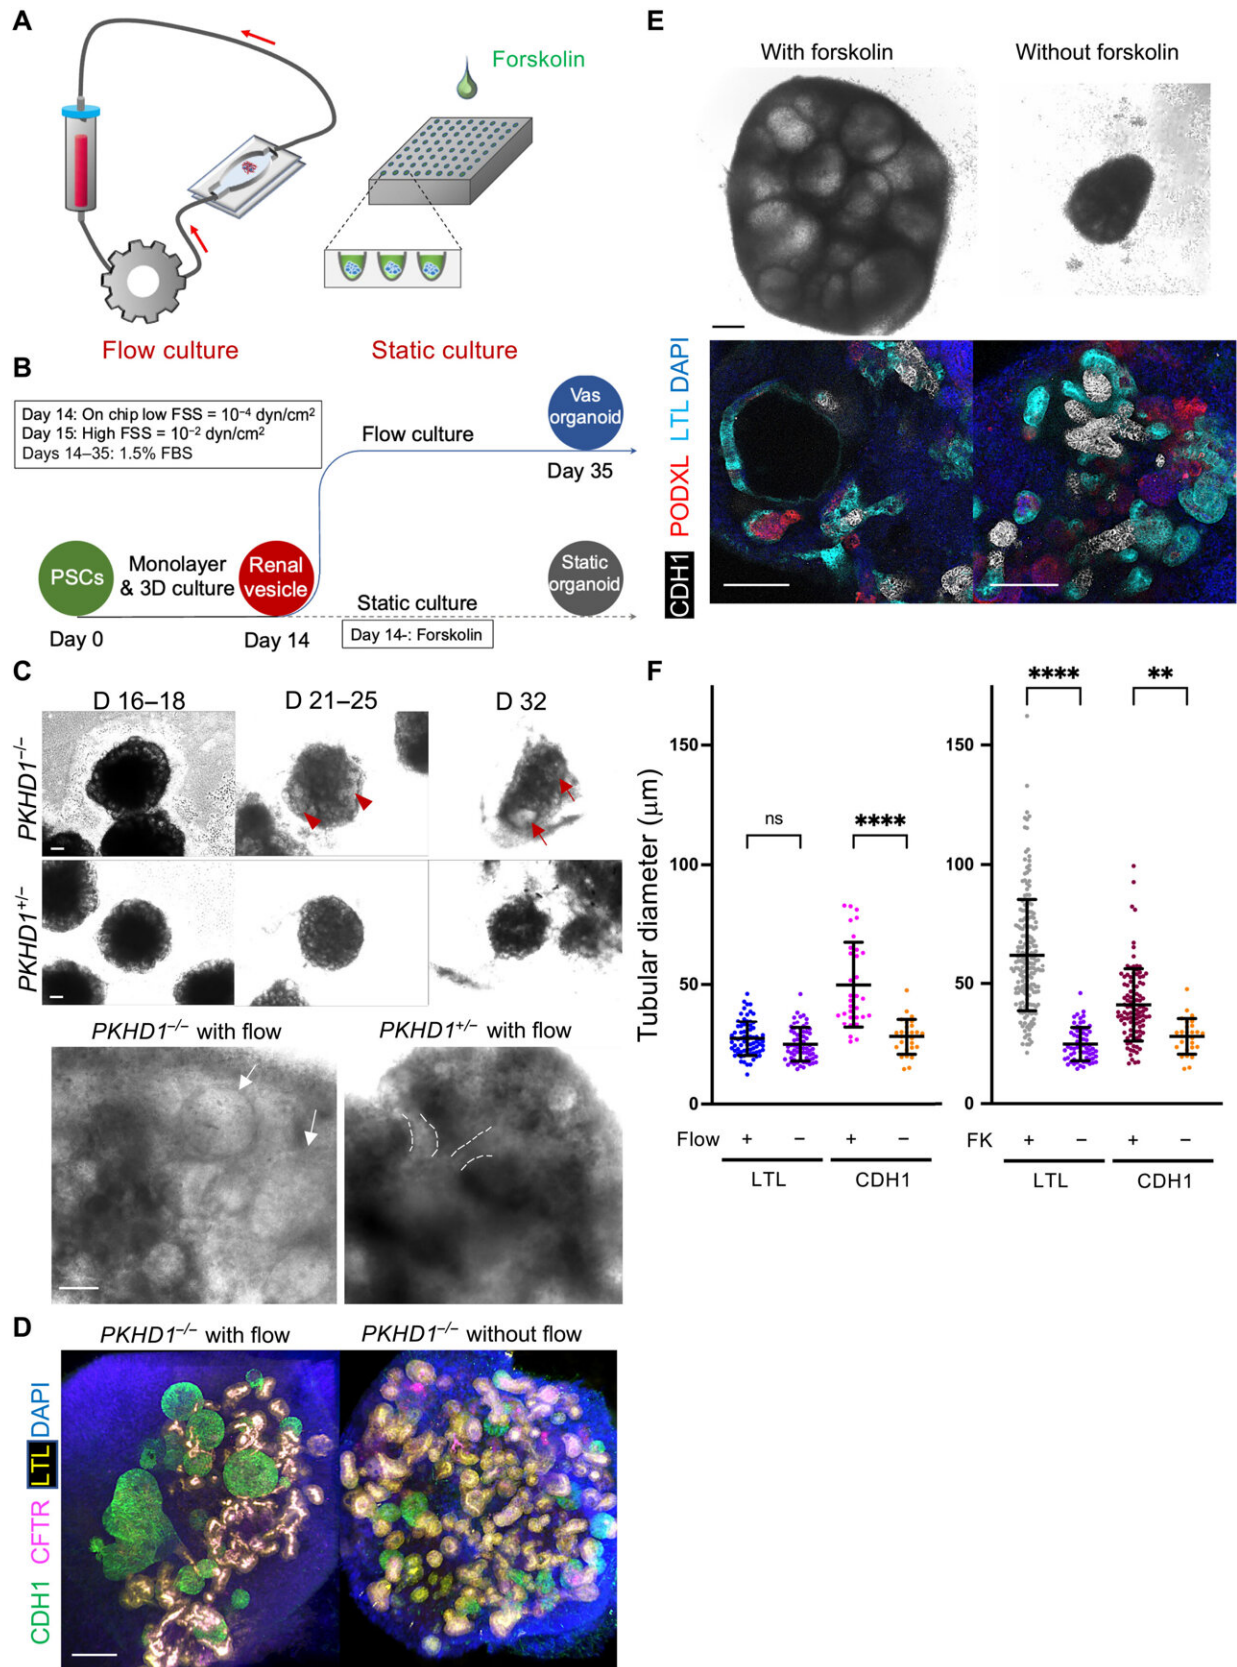 A
Forskolin
Flow culture
Static culture
B
Day 14: On chip low FSS = 10⁻⁴ dyn/cm²
Day 15: High FSS = 10⁻² dyn/cm²
Days 14–35: 1.5% FBS
Vas
organoid
Flow culture
Day 35
PSCs
Monolayer
& 3D culture
Renal
vesicle
Static
organoid
Static culture
Day 0
Day 14
Day 14-: Forskolin
C
D 16–18
D 21–25
D 32
PKHD1⁻/⁻
PKHD1⁺/⁻
PKHD1⁻/⁻ with flow
PKHD1⁺/⁻ with flow
D
PKHD1⁻/⁻ with flow
PKHD1⁻/⁻ without flow
CDH1 CFTR LTL DAPI
E
With forskolin
Without forskolin
CDH1 PODXL LTL DAPI
F
Tubular diameter (μm)
150
100
50
0
ns
****
Flow
+
−
+
−
LTL
CDH1
150
100
50
0
****
**
FK
+
−
+
−
LTL
CDH1